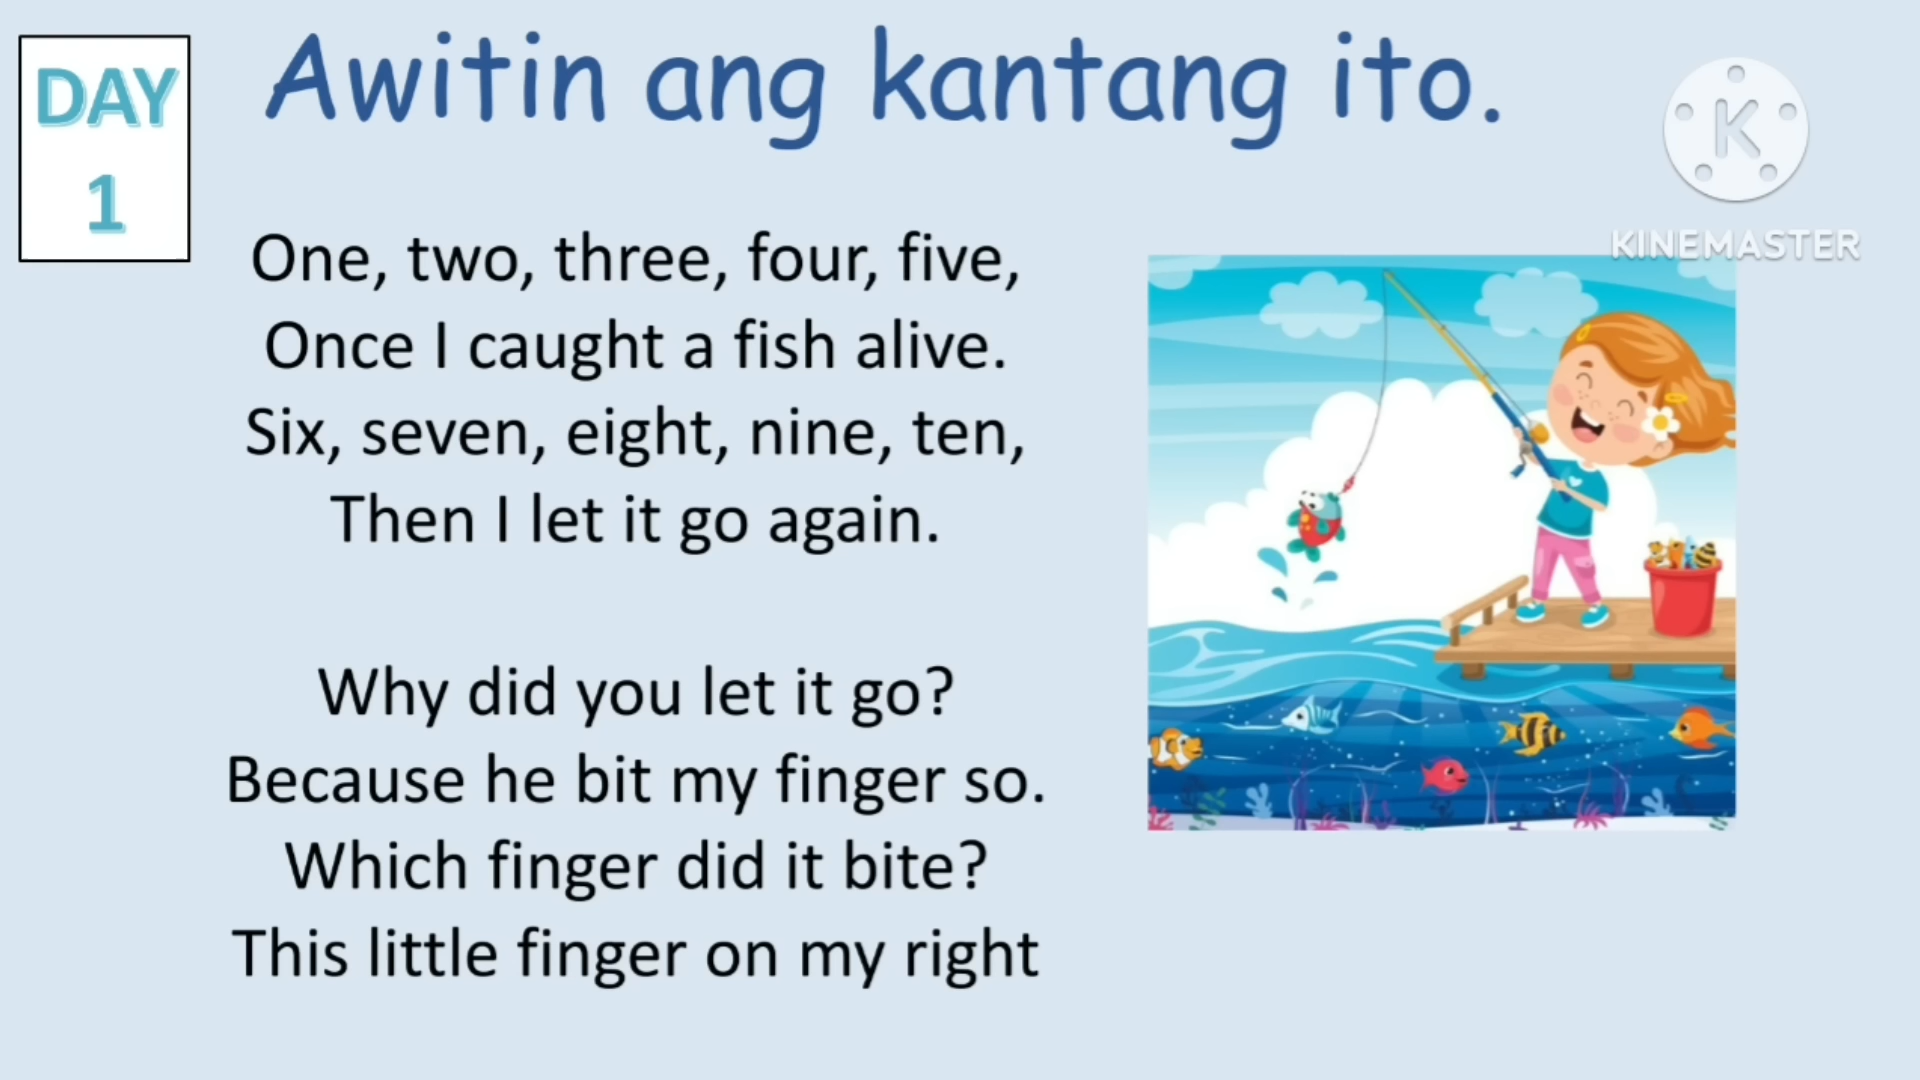 DAY
1
Awitin ang kantang ito.
K
KINEMASTER
One, two, three, four, five,
Once I caught a fish alive.
Six, seven, eight, nine, ten,
Then I let it go again.
Why did you let it go?
Because he bit my finger so.
Which finger did it bite?
This little finger on my right